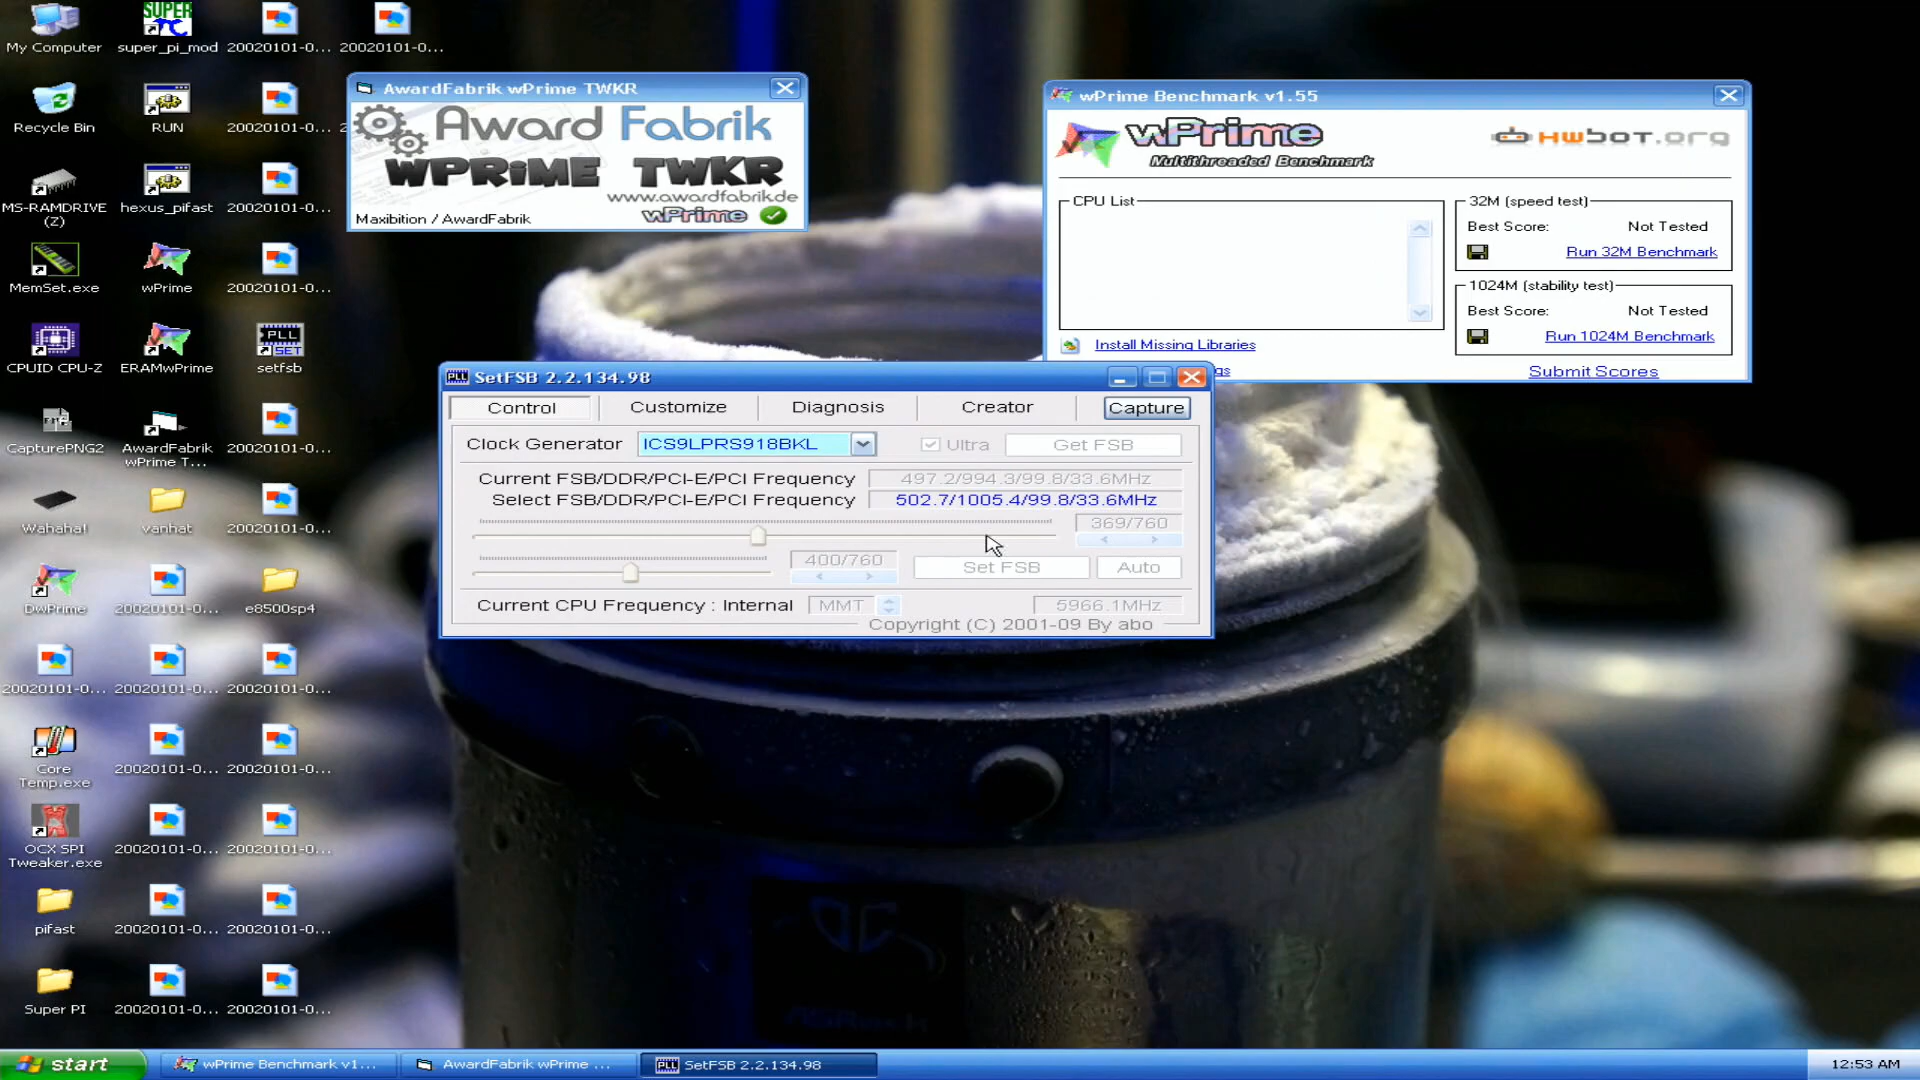 My Computer
super_pi_mod
20020101-0...
20020101-0...
Recycle Bin
RUN
20020101-0...
MS-RAMDRIVE
(Z)
hexus_pifast
20020101-0...
MemSet.exe
wPrime
20020101-0...
CPUID CPU-Z
ERAMwPrime
setfsb
CapturePNG2
AwardFabrik
wPrime T...
20020101-0...
Wahaha!
vanhat
20020101-0...
DwPrime
20020101-0...
e8500sp4
20020101-0...
20020101-0...
20020101-0...
Core
Temp.exe
20020101-0...
20020101-0...
OCX SPI
Tweaker.exe
20020101-0...
20020101-0...
pifast
20020101-0...
20020101-0...
Super PI
20020101-0...
20020101-0...
AwardFabrik wPrime TWKR
Award Fabrik
WPRiME TWKR
www.awardfabrik.de
wPrime
Maxibition / AwardFabrik
wPrime Benchmark v1.55
wPrime
Multithreaded Benchmark
HWBOT.ORG
CPU List
Install Missing Libraries
32M (speed test)
Best Score: Not Tested
Run 32M Benchmark
1024M (stability test)
Best Score: Not Tested
Run 1024M Benchmark
Submit Scores
SetFSB 2.2.134.98
Control Customize Diagnosis Creator Capture
Clock Generator ICS9LPRS918BKL Ultra Get FSB
Current FSB/DDR/PCI-E/PCI Frequency 497.2/994.3/99.8/33.6MHz
Select FSB/DDR/PCI-E/PCI Frequency 502.7/1005.4/99.8/33.6MHz
369/760
400/760 Set FSB Auto
Current CPU Frequency : Internal MMT 5966.1MHz
Copyright (C) 2001-09 By abo
start
wPrime Benchmark v1...
AwardFabrik wPrime ...
SetFSB 2.2.134.98
12:53 AM